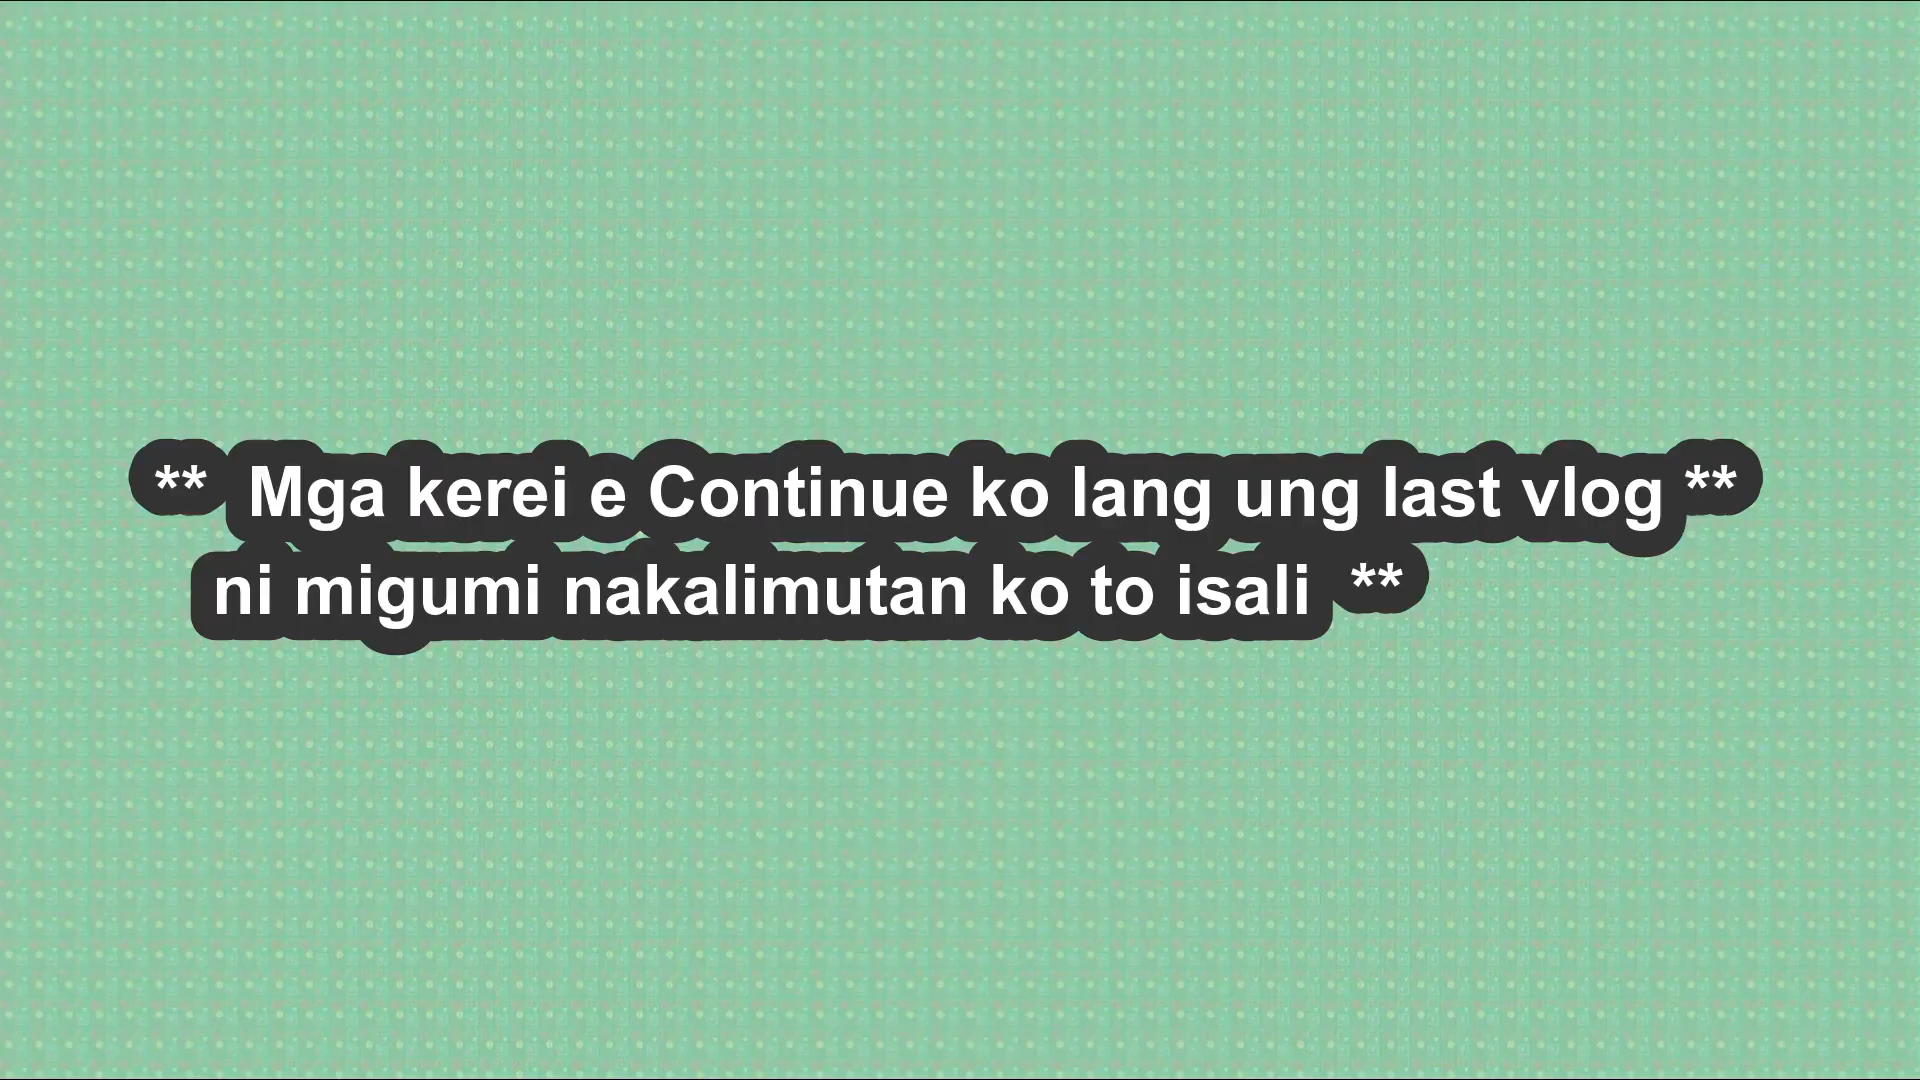 ** Mga kerei e Continue ko lang ung last vlog **
ni migumi nakalimutan ko to isali **